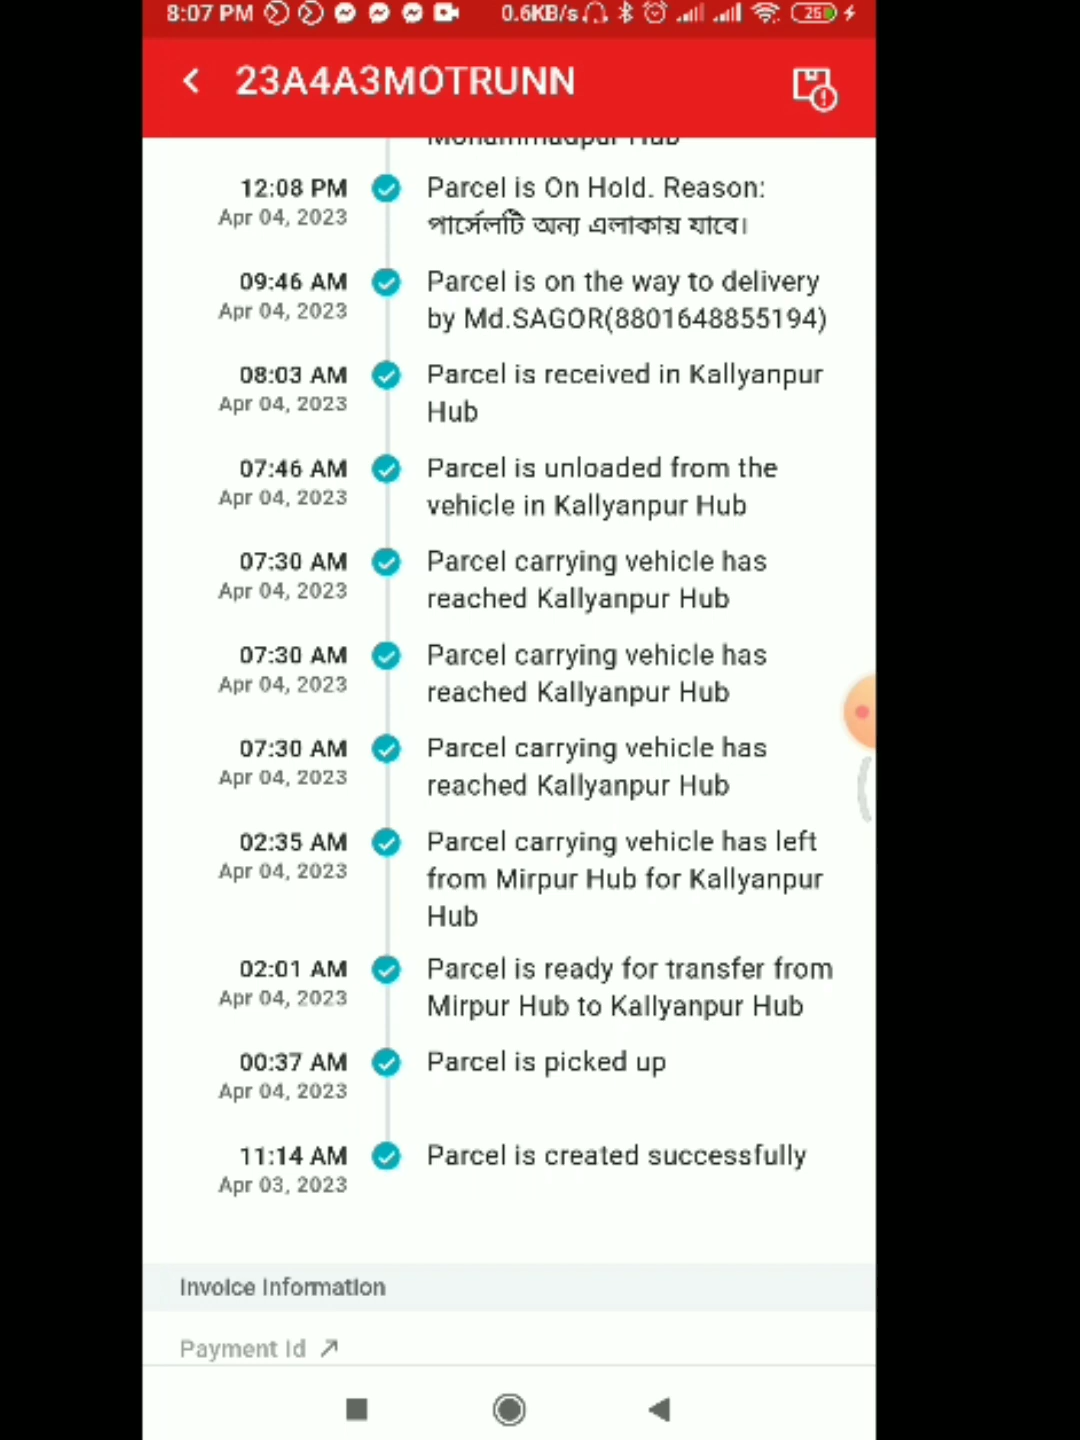 8:07 PM 0.6KB/s 25
23A4A3MOTRUNN
Mohammadpur Hub
12:08 PM Parcel is On Hold. Reason:
Apr 04, 2023 পার্সেলটি অন্য এলাকায় যাবে।
09:46 AM Parcel is on the way to delivery
Apr 04, 2023 by Md.SAGOR(8801648855194)
08:03 AM Parcel is received in Kallyanpur
Apr 04, 2023 Hub
07:46 AM Parcel is unloaded from the
Apr 04, 2023 vehicle in Kallyanpur Hub
07:30 AM Parcel carrying vehicle has
Apr 04, 2023 reached Kallyanpur Hub
07:30 AM Parcel carrying vehicle has
Apr 04, 2023 reached Kallyanpur Hub
07:30 AM Parcel carrying vehicle has
Apr 04, 2023 reached Kallyanpur Hub
02:35 AM Parcel carrying vehicle has left
Apr 04, 2023 from Mirpur Hub for Kallyanpur
Hub
02:01 AM Parcel is ready for transfer from
Apr 04, 2023 Mirpur Hub to Kallyanpur Hub
00:37 AM Parcel is picked up
Apr 04, 2023
11:14 AM Parcel is created successfully
Apr 03, 2023
Invoice Information
Payment Id